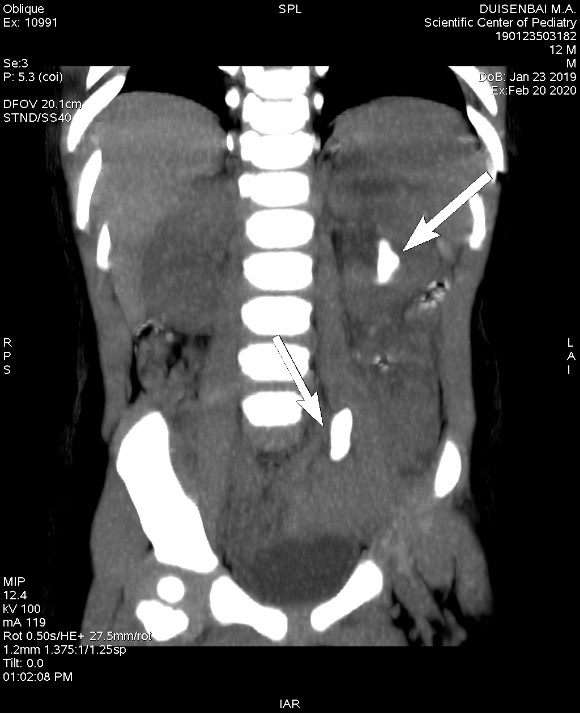 Oblique
Ex: 10991
Se:3
P: 5.3 (coi)
DFOV 20.1cm
STND/SS40
SPL
DUISENBAI M.A.
Scientific Center of Pediatry
190123503182
12 M
M
DoB: Jan 23 2019
Ex:Feb 20 2020
R
P
S
L
A
I
MIP
12.4
kV 100
mA 119
Rot 0.50s/HE+ 27.5mm/rot
1.2mm 1.375:1/1.25sp
Tilt: 0.0
01:02:08 PM
IAR